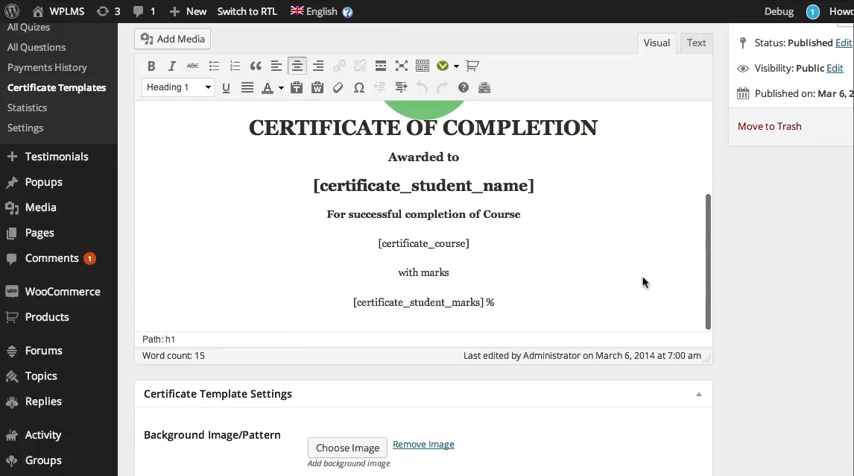 WPLMS 3 1 New Switch to RTL English Debug 1 Howd
All Quizes
All Questions
Payments History
Certificate Templates
Statistics
Settings
Testimonials
Popups
Media
Pages
Comments 1
WooCommerce
Products
Forums
Topics
Replies
Activity
Groups
Add Media
Visual Text
B I ABC
Heading 1 U A
CERTIFICATE OF COMPLETION
Awarded to
[certificate_student_name]
For successful completion of Course
[certificate_course]
with marks
[certificate_student_marks] %
Path: h1
Word count: 15 Last edited by Administrator on March 6, 2014 at 7:00 am
Certificate Template Settings
Background Image/Pattern
Choose Image Remove Image
Add background image
Status: Published Edit
Visibility: Public Edit
Published on: Mar 6, 2
Move to Trash